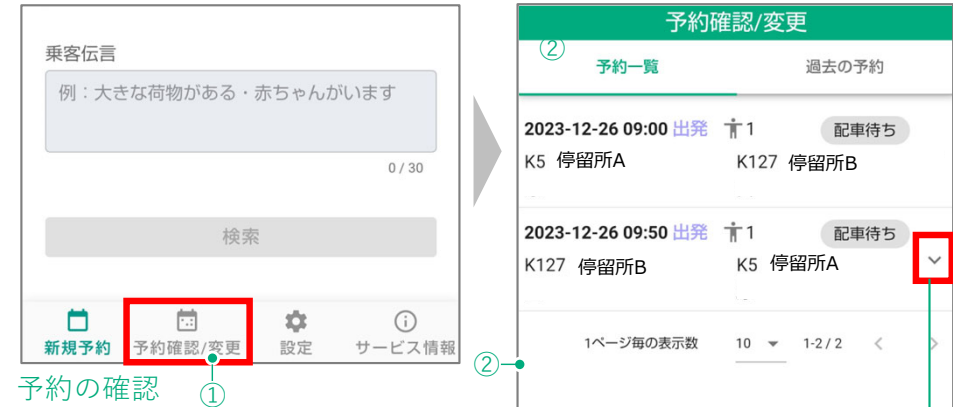 乗客伝言
例：大きな荷物がある・赤ちゃんがいます
0 / 30
検索
新規予約 予約確認/変更 設定 サービス情報
予約の確認 ①
予約確認/変更
②
予約一覧 過去の予約
2023-12-26 09:00 出発 1 配車待ち
K5 停留所A K127 停留所B
2023-12-26 09:50 出発 1 配車待ち
K127 停留所B K5 停留所A
1ページ毎の表示数 10 1-2 / 2 < >
②